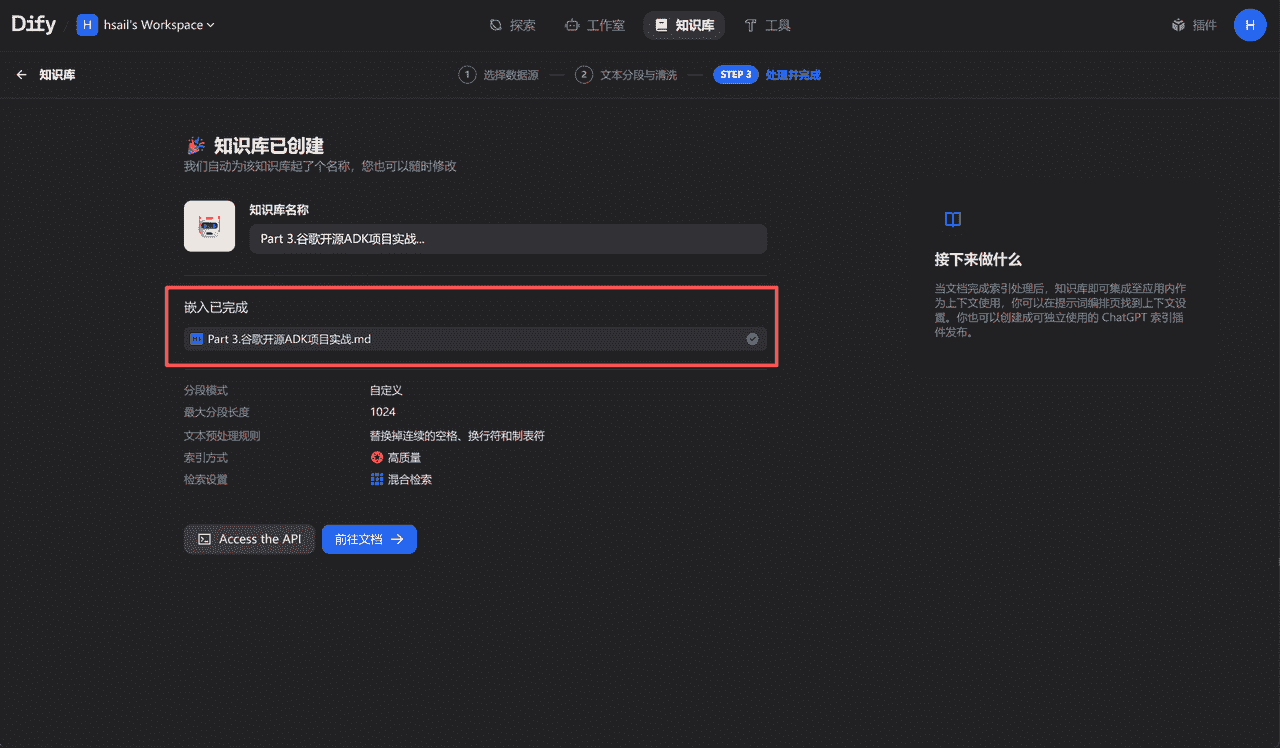 Dify / H hsail's Workspace 探索 工作室 知识库 工具 插件 H
知识库 1 选择数据源 2 文本分段与清洗 STEP 3 处理并完成
知识库已创建
我们自动为该知识库起了个名称，您也可以随时修改
知识库名称
Part 3.谷歌开源ADK项目实战...
嵌入已完成
Part 3.谷歌开源ADK项目实战.md
分段模式 自定义
最大分段长度 1024
文本预处理规则 替换掉连续的空格、换行符和制表符
索引方式 高质量
检索设置 混合检索
Access the API 前往文档
接下来做什么
当文档完成索引处理后，知识库即可集成至应用内作
为上下文使用，你可以在提示词编排页找到上下文设
置。你也可以创建成可独立使用的 ChatGPT 索引插
件发布。